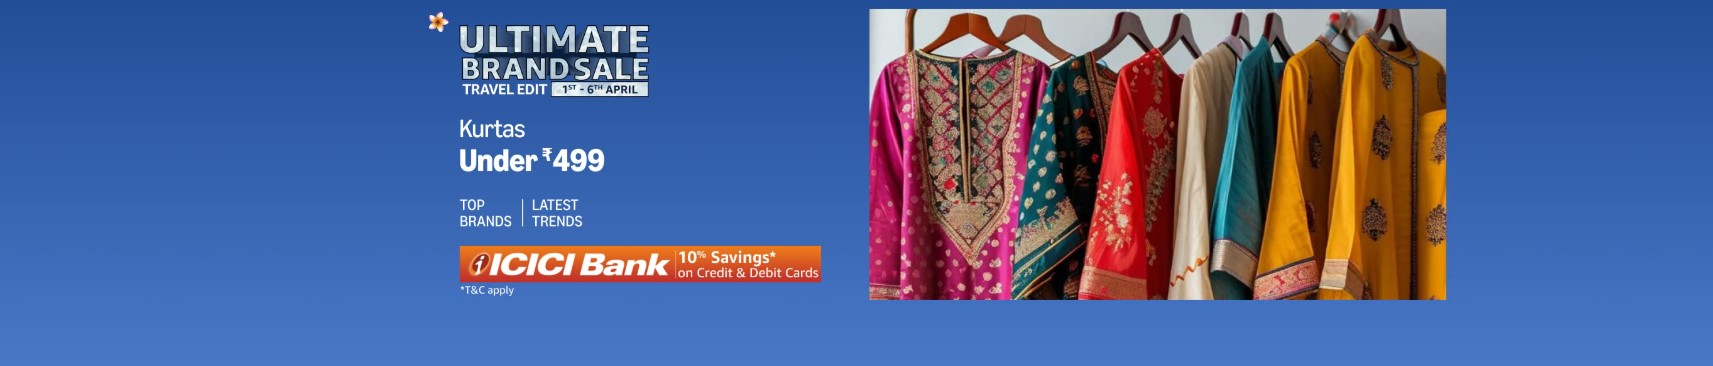 ULTIMATE
BRAND SALE
TRAVEL EDIT 1ST - 6TH APRIL
Kurtas
Under ₹499
TOP BRANDS | LATEST TRENDS
ICICI Bank 10% Savings*
on Credit & Debit Cards
*T&C apply